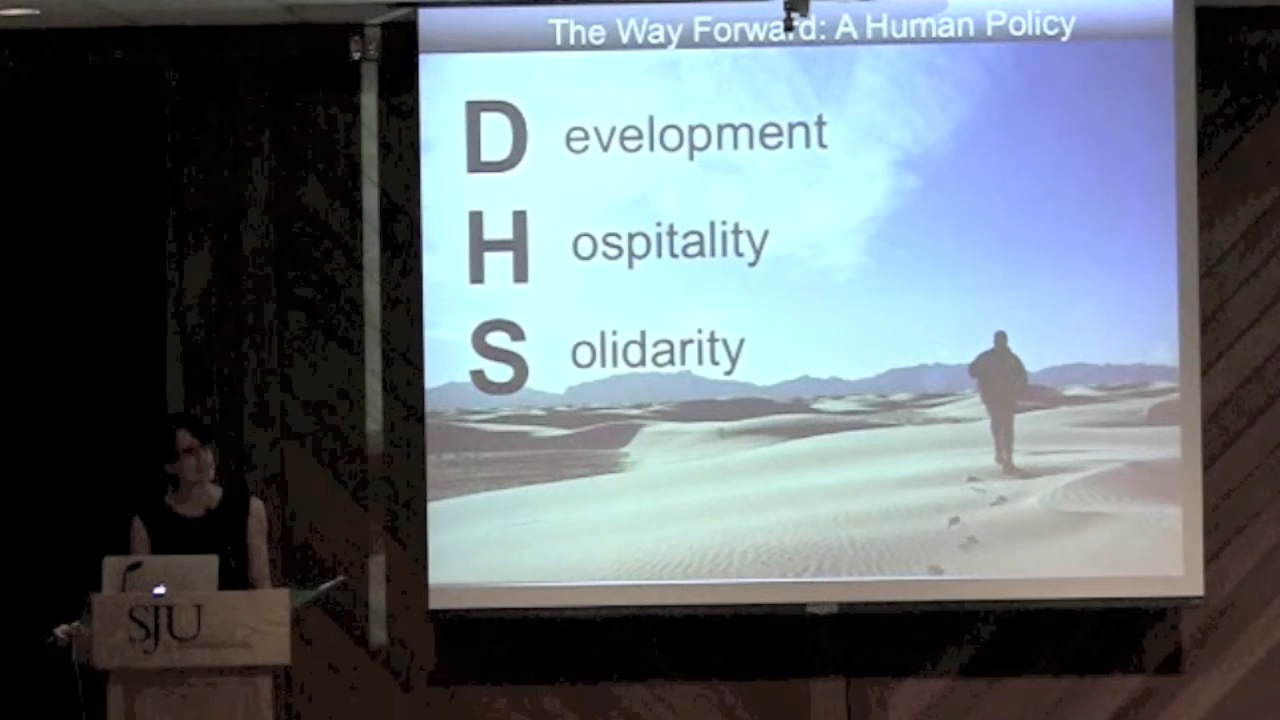 The Way Forward: A Human Policy
D evelopment
H ospitality
S olidarity
SJU